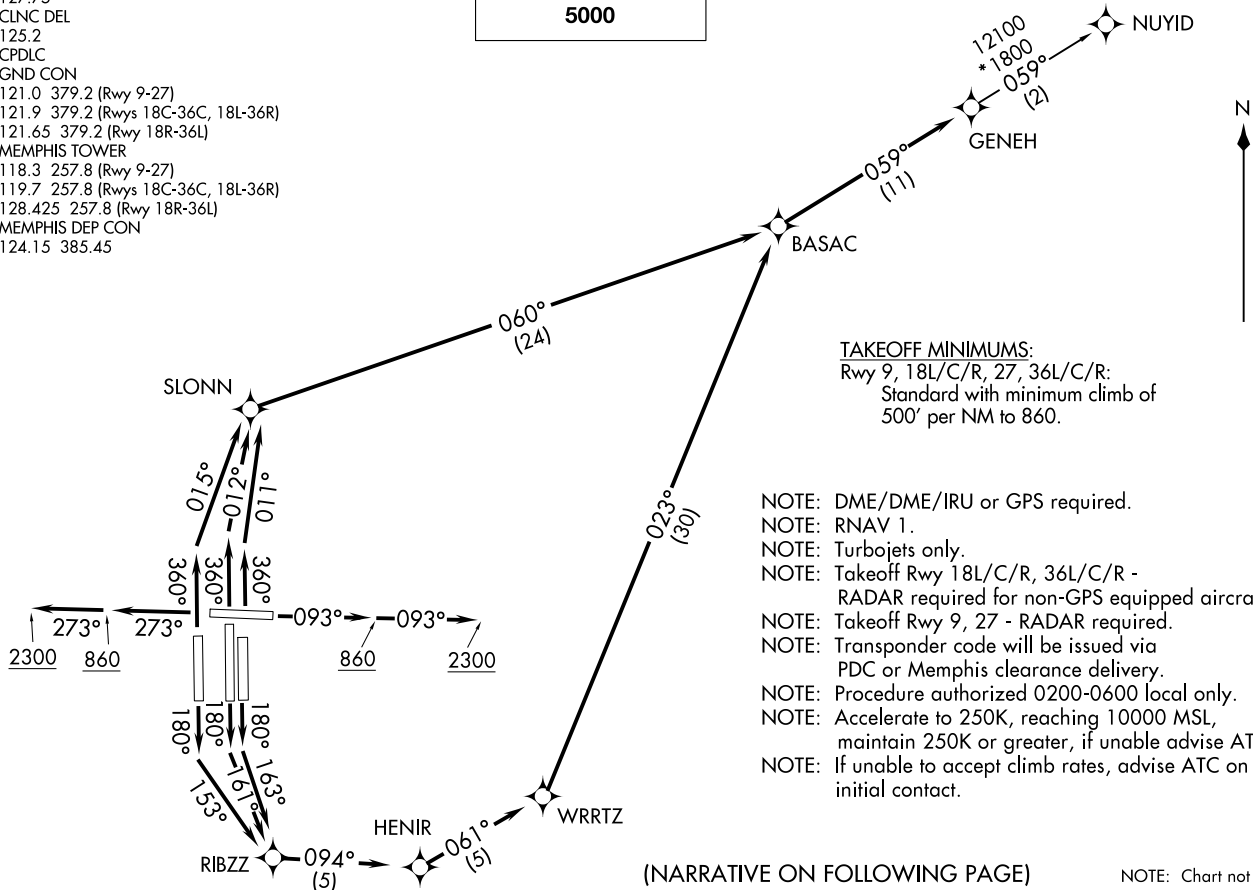 127.75
CLNC DEL
125.2
CPDLC
GND CON
121.0 379.2 (Rwy 9-27)
121.9 379.2 (Rwys 18C-36C, 18L-36R)
121.65 379.2 (Rwy 18R-36L)
MEMPHIS TOWER
118.3 257.8 (Rwy 9-27)
119.7 257.8 (Rwys 18C-36C, 18L-36R)
128.425 257.8 (Rwy 18R-36L)
MEMPHIS DEP CON
124.15 385.45
5000
NUYID
12100
*1800
059°
(2)
GENEH
N
059°
(11)
BASAC
060°
(24)
SLONN
TAKEOFF MINIMUMS:
Rwy 9, 18L/C/R, 27, 36L/C/R:
Standard with minimum climb of
500' per NM to 860.
015°
012°
011°
023°
(30)
360°
360°
360°
273°
273°
093°
093°
2300
860
860
2300
180°
180°
180°
153°
161°
163°
NOTE: DME/DME/IRU or GPS required.
NOTE: RNAV 1.
NOTE: Turbojets only.
NOTE: Takeoff Rwy 18L/C/R, 36L/C/R -
RADAR required for non-GPS equipped aircra
NOTE: Takeoff Rwy 9, 27 - RADAR required.
NOTE: Transponder code will be issued via
PDC or Memphis clearance delivery.
NOTE: Procedure authorized 0200-0600 local only.
NOTE: Accelerate to 250K, reaching 10000 MSL,
maintain 250K or greater, if unable advise AT
NOTE: If unable to accept climb rates, advise ATC on
initial contact.
WRRTZ
HENIR
061°
(5)
RIBZZ
094°
(5)
(NARRATIVE ON FOLLOWING PAGE)
NOTE: Chart not